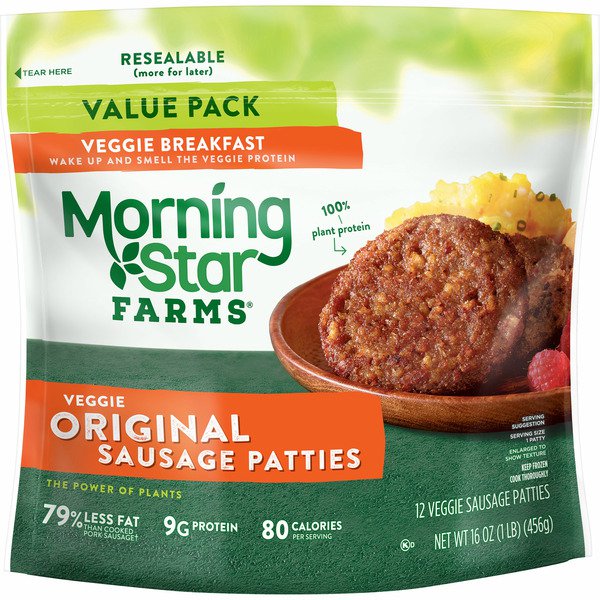 RESEALABLE
(more for later)
TEAR HERE
VALUE PACK
VEGGIE BREAKFAST
WAKE UP AND SMELL THE VEGGIE PROTEIN
Morning
Star
FARMS®
100%
plant protein
VEGGIE
ORIGINAL
SAUSAGE PATTIES
THE POWER OF PLANTS
79% LESS FAT
THAN COOKED
PORK SAUSAGE†
9G PROTEIN
80 CALORIES
PER SERVING
SERVING
SUGGESTION
SERVING SIZE
1 PATTY
ENLARGED TO
SHOW TEXTURE
KEEP FROZEN
COOK THOROUGHLY
12 VEGGIE SAUSAGE PATTIES
K D
NET WT 16 OZ (1 LB) (456g)